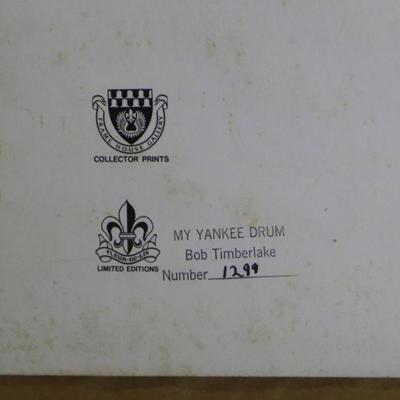 FRAME HOUSE GALLERY
COLLECTOR PRINTS
FLEUR-DE-LIS
LIMITED EDITIONS
MY YANKEE DRUM
Bob Timberlake
Number 1299